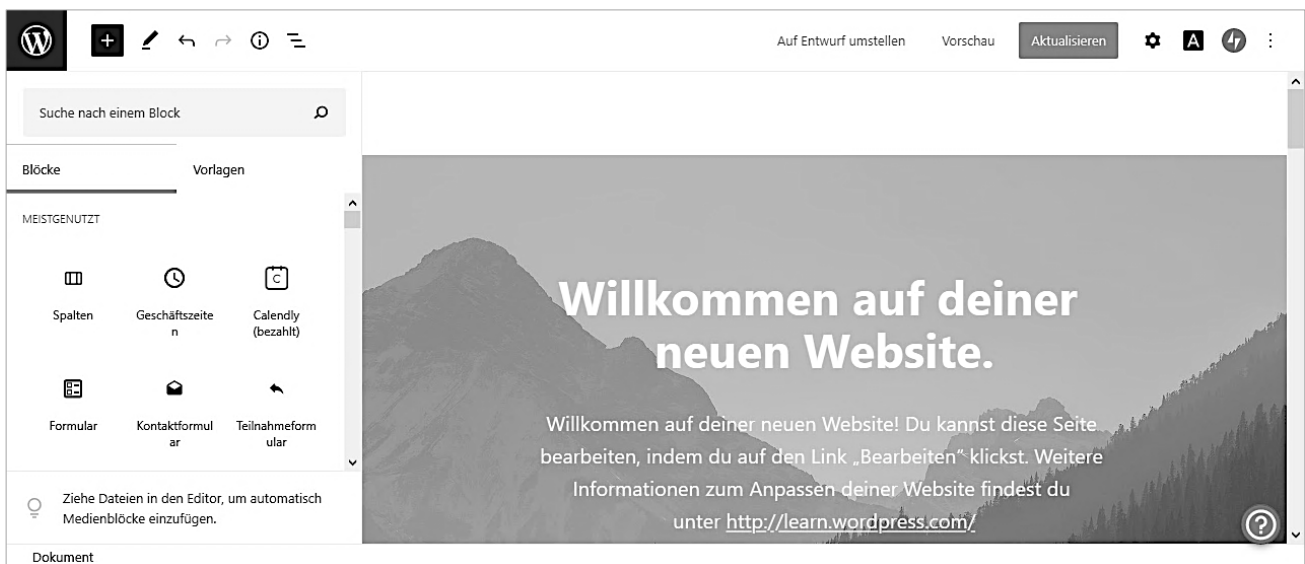 Auf Entwurf umstellen Vorschau Aktualisieren
Suche nach einem Block
Blöcke Vorlagen
MEISTGENUTZT
Spalten
Geschäftszeite
n
Calendly
(bezahlt)
Formular
Kontaktformul
ar
Teilnahmeform
ular
Ziehe Dateien in den Editor, um automatisch
Medienblöcke einzufügen.
Dokument
Willkommen auf deiner
neuen Website.
Willkommen auf deiner neuen Website! Du kannst diese Seite
bearbeiten, indem du auf den Link „Bearbeiten“ klickst. Weitere
Informationen zum Anpassen deiner Website findest du
unter http://learn.wordpress.com/